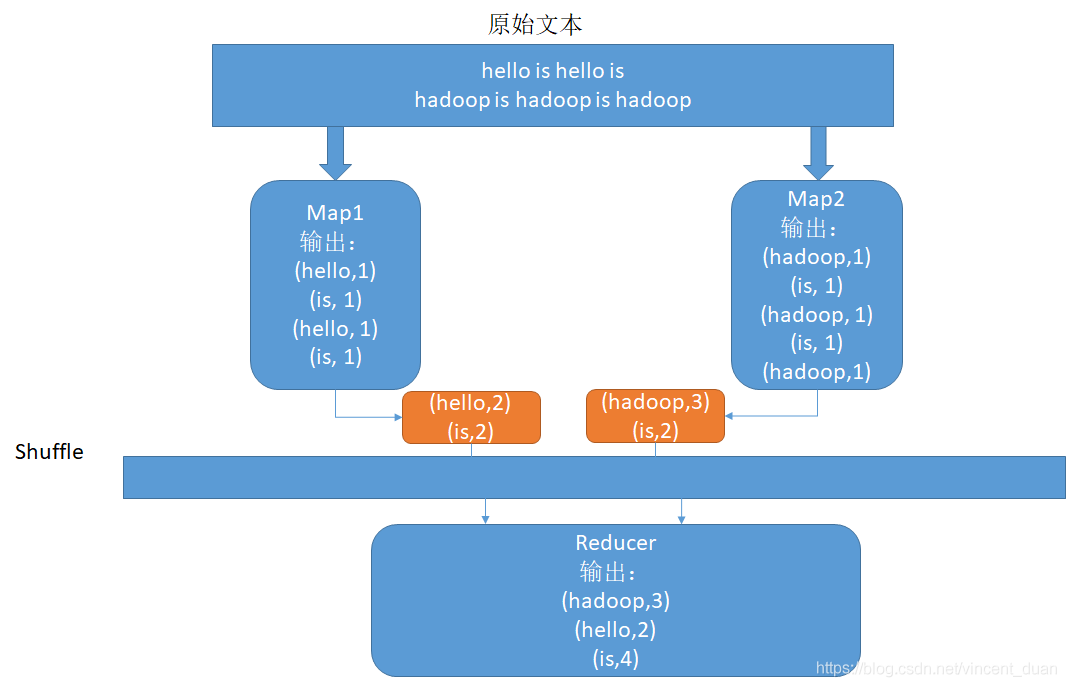 原始文本
hello is hello is
hadoop is hadoop is hadoop
Map1
输出：
(hello,1)
(is, 1)
(hello, 1)
(is, 1)
Map2
输出：
(hadoop,1)
(is, 1)
(hadoop, 1)
(is, 1)
(hadoop,1)
(hello,2)
(is,2)
(hadoop,3)
(is,2)
Shuffle
Reducer
输出：
(hadoop,3)
(hello,2)
(is,4)
https://blog.csdn.net/vincent_duan